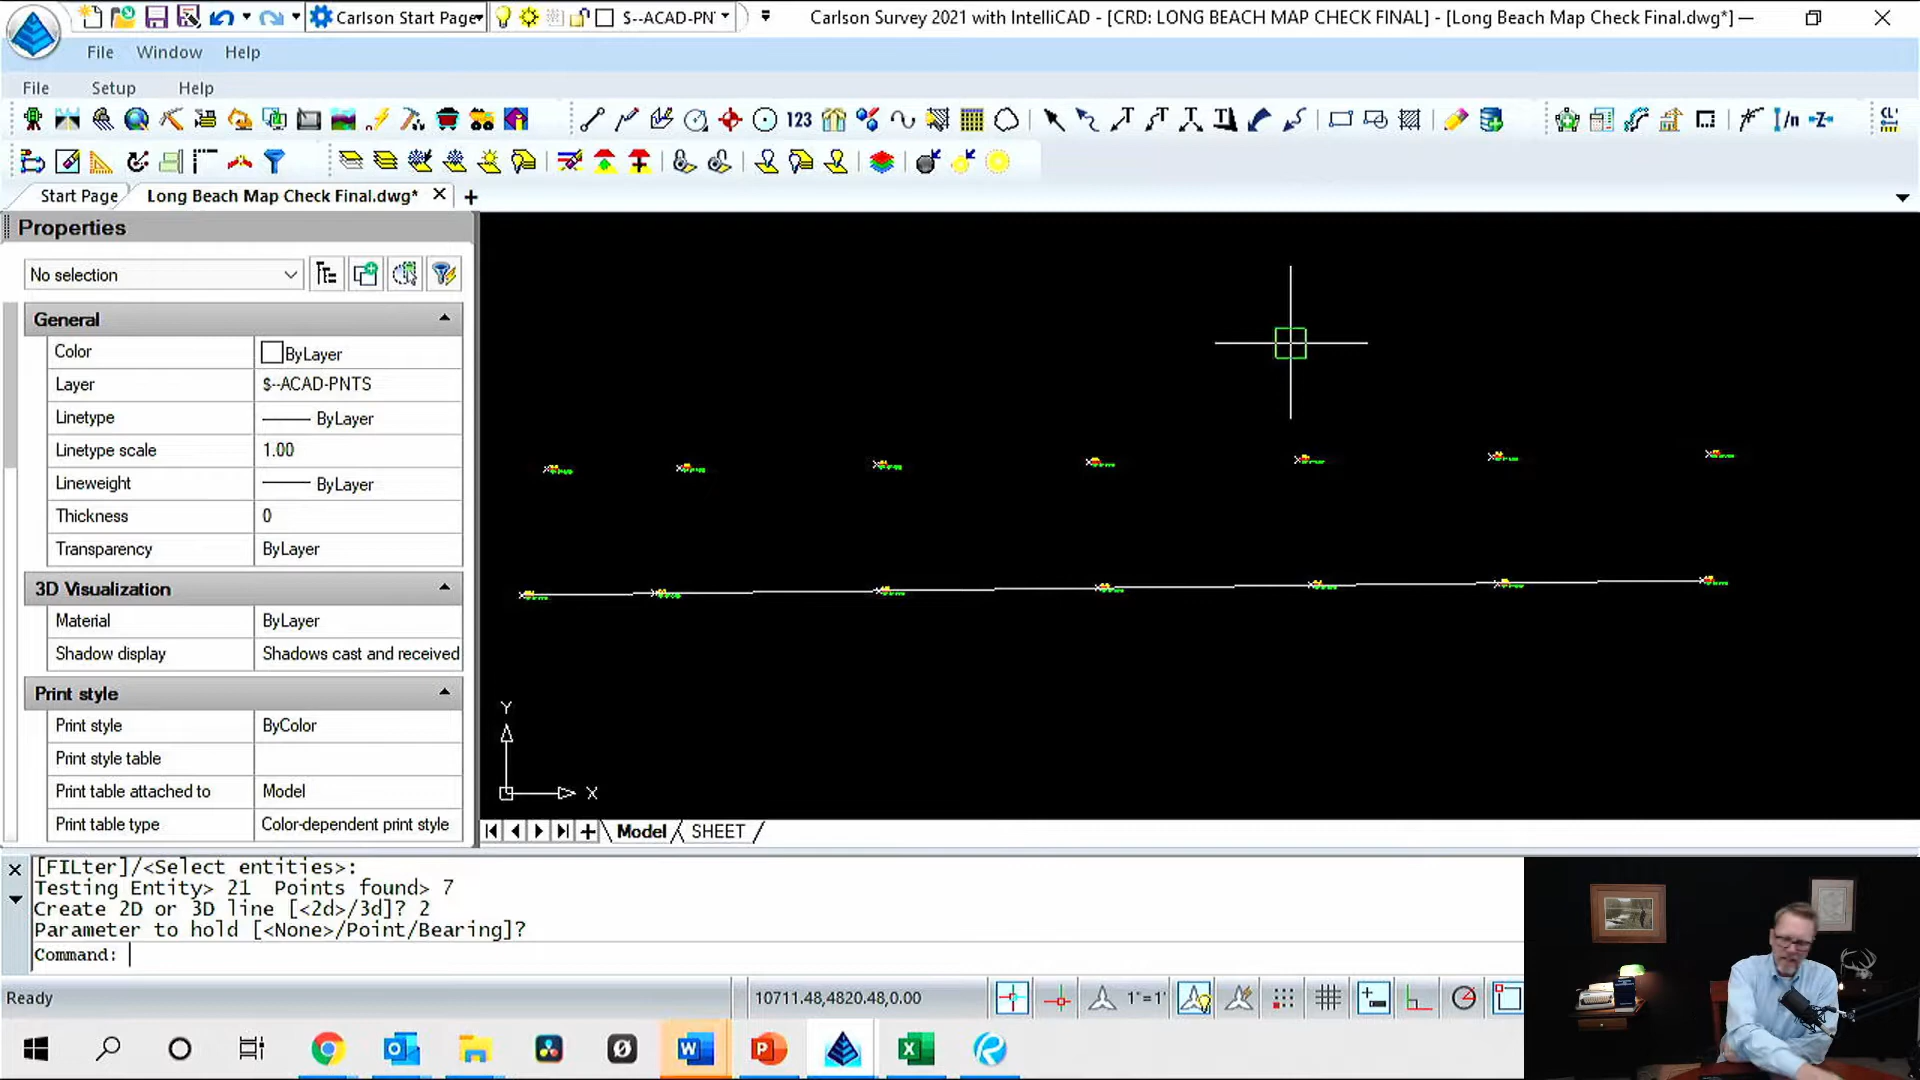 Carlson Start Page
$--ACAD-PN
Carlson Survey 2021 with IntelliCAD - [CRD: LONG BEACH MAP CHECK FINAL] - [Long Beach Map Check Final.dwg*]
File Window Help
File Setup Help
123
Start Page Long Beach Map Check Final.dwg*
Properties
No selection
General
Color ByLayer
Layer $--ACAD-PNTS
Linetype ByLayer
Linetype scale 1.00
Lineweight ByLayer
Thickness 0
Transparency ByLayer
3D Visualization
Material ByLayer
Shadow display Shadows cast and received
Print style
Print style ByColor
Print style table
Print table attached to Model
Print table type Color-dependent print style
Y
X
Model SHEET
[FILter]/<Select entities>:
Testing Entity> 21 Points found> 7
Create 2D or 3D line [<2d>/3d]? 2
Parameter to hold [<None>/Point/Bearing]?
Command:
Ready
10711.48,4820.48,0.00
1"=1'